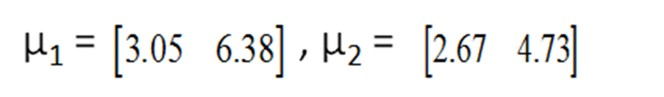 μ₁ = [3.05 6.38] , μ₂ = [2.67 4.73]